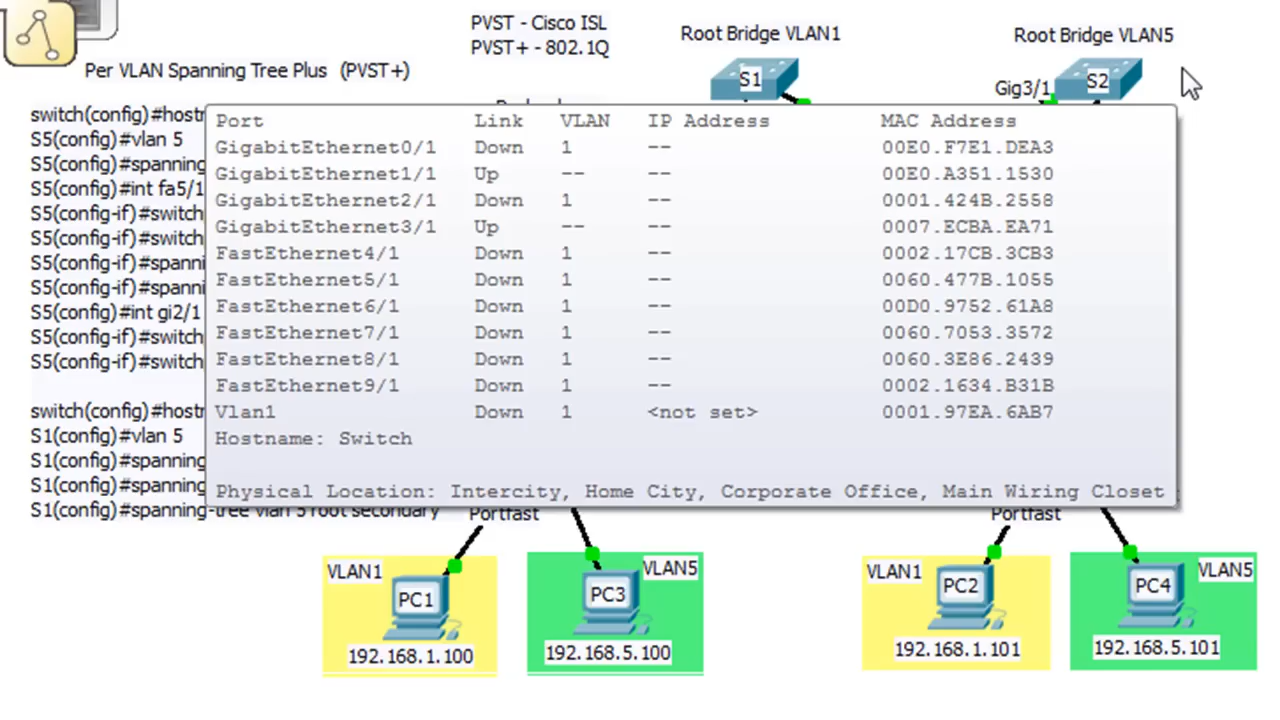 PVST - Cisco ISL
PVST+ - 802.1Q
Root Bridge VLAN1
Root Bridge VLAN5
Per VLAN Spanning Tree Plus (PVST+)
S1
S2
Gig3/1
switch(config)#hostr
S5(config)#vlan 5
S5(config)#spanning
S5(config)#int fa5/1
S5(config-if)#switch
S5(config-if)#switch
S5(config-if)#spanni
S5(config-if)#spanni
S5(config)#int gi2/1
S5(config-if)#switch
S5(config-if)#switch
switch(config)#hostr
S1(config)#vlan 5
S1(config)#spanning
S1(config)#spanning
S1(config)#spanning
S1(config)#spanning-tree vlan 5 root secondary
Port Link VLAN IP Address MAC Address
GigabitEthernet0/1 Down 1 -- 00E0.F7E1.DEA3
GigabitEthernet1/1 Up -- -- 00E0.A351.1530
GigabitEthernet2/1 Down 1 -- 0001.424B.2558
GigabitEthernet3/1 Up -- -- 0007.ECBA.EA71
FastEthernet4/1 Down 1 -- 0002.17CB.3CB3
FastEthernet5/1 Down 1 -- 0060.477B.1055
FastEthernet6/1 Down 1 -- 00D0.9752.61A8
FastEthernet7/1 Down 1 -- 0060.7053.3572
FastEthernet8/1 Down 1 -- 0060.3E86.2439
FastEthernet9/1 Down 1 -- 0002.1634.B31B
Vlan1 Down 1 <not set> 0001.97EA.6AB7
Hostname: Switch
Physical Location: Intercity, Home City, Corporate Office, Main Wiring Closet
Portfast
Portfast
VLAN1
PC1
192.168.1.100
VLAN5
PC3
192.168.5.100
VLAN1
PC2
192.168.1.101
VLAN5
PC4
192.168.5.101